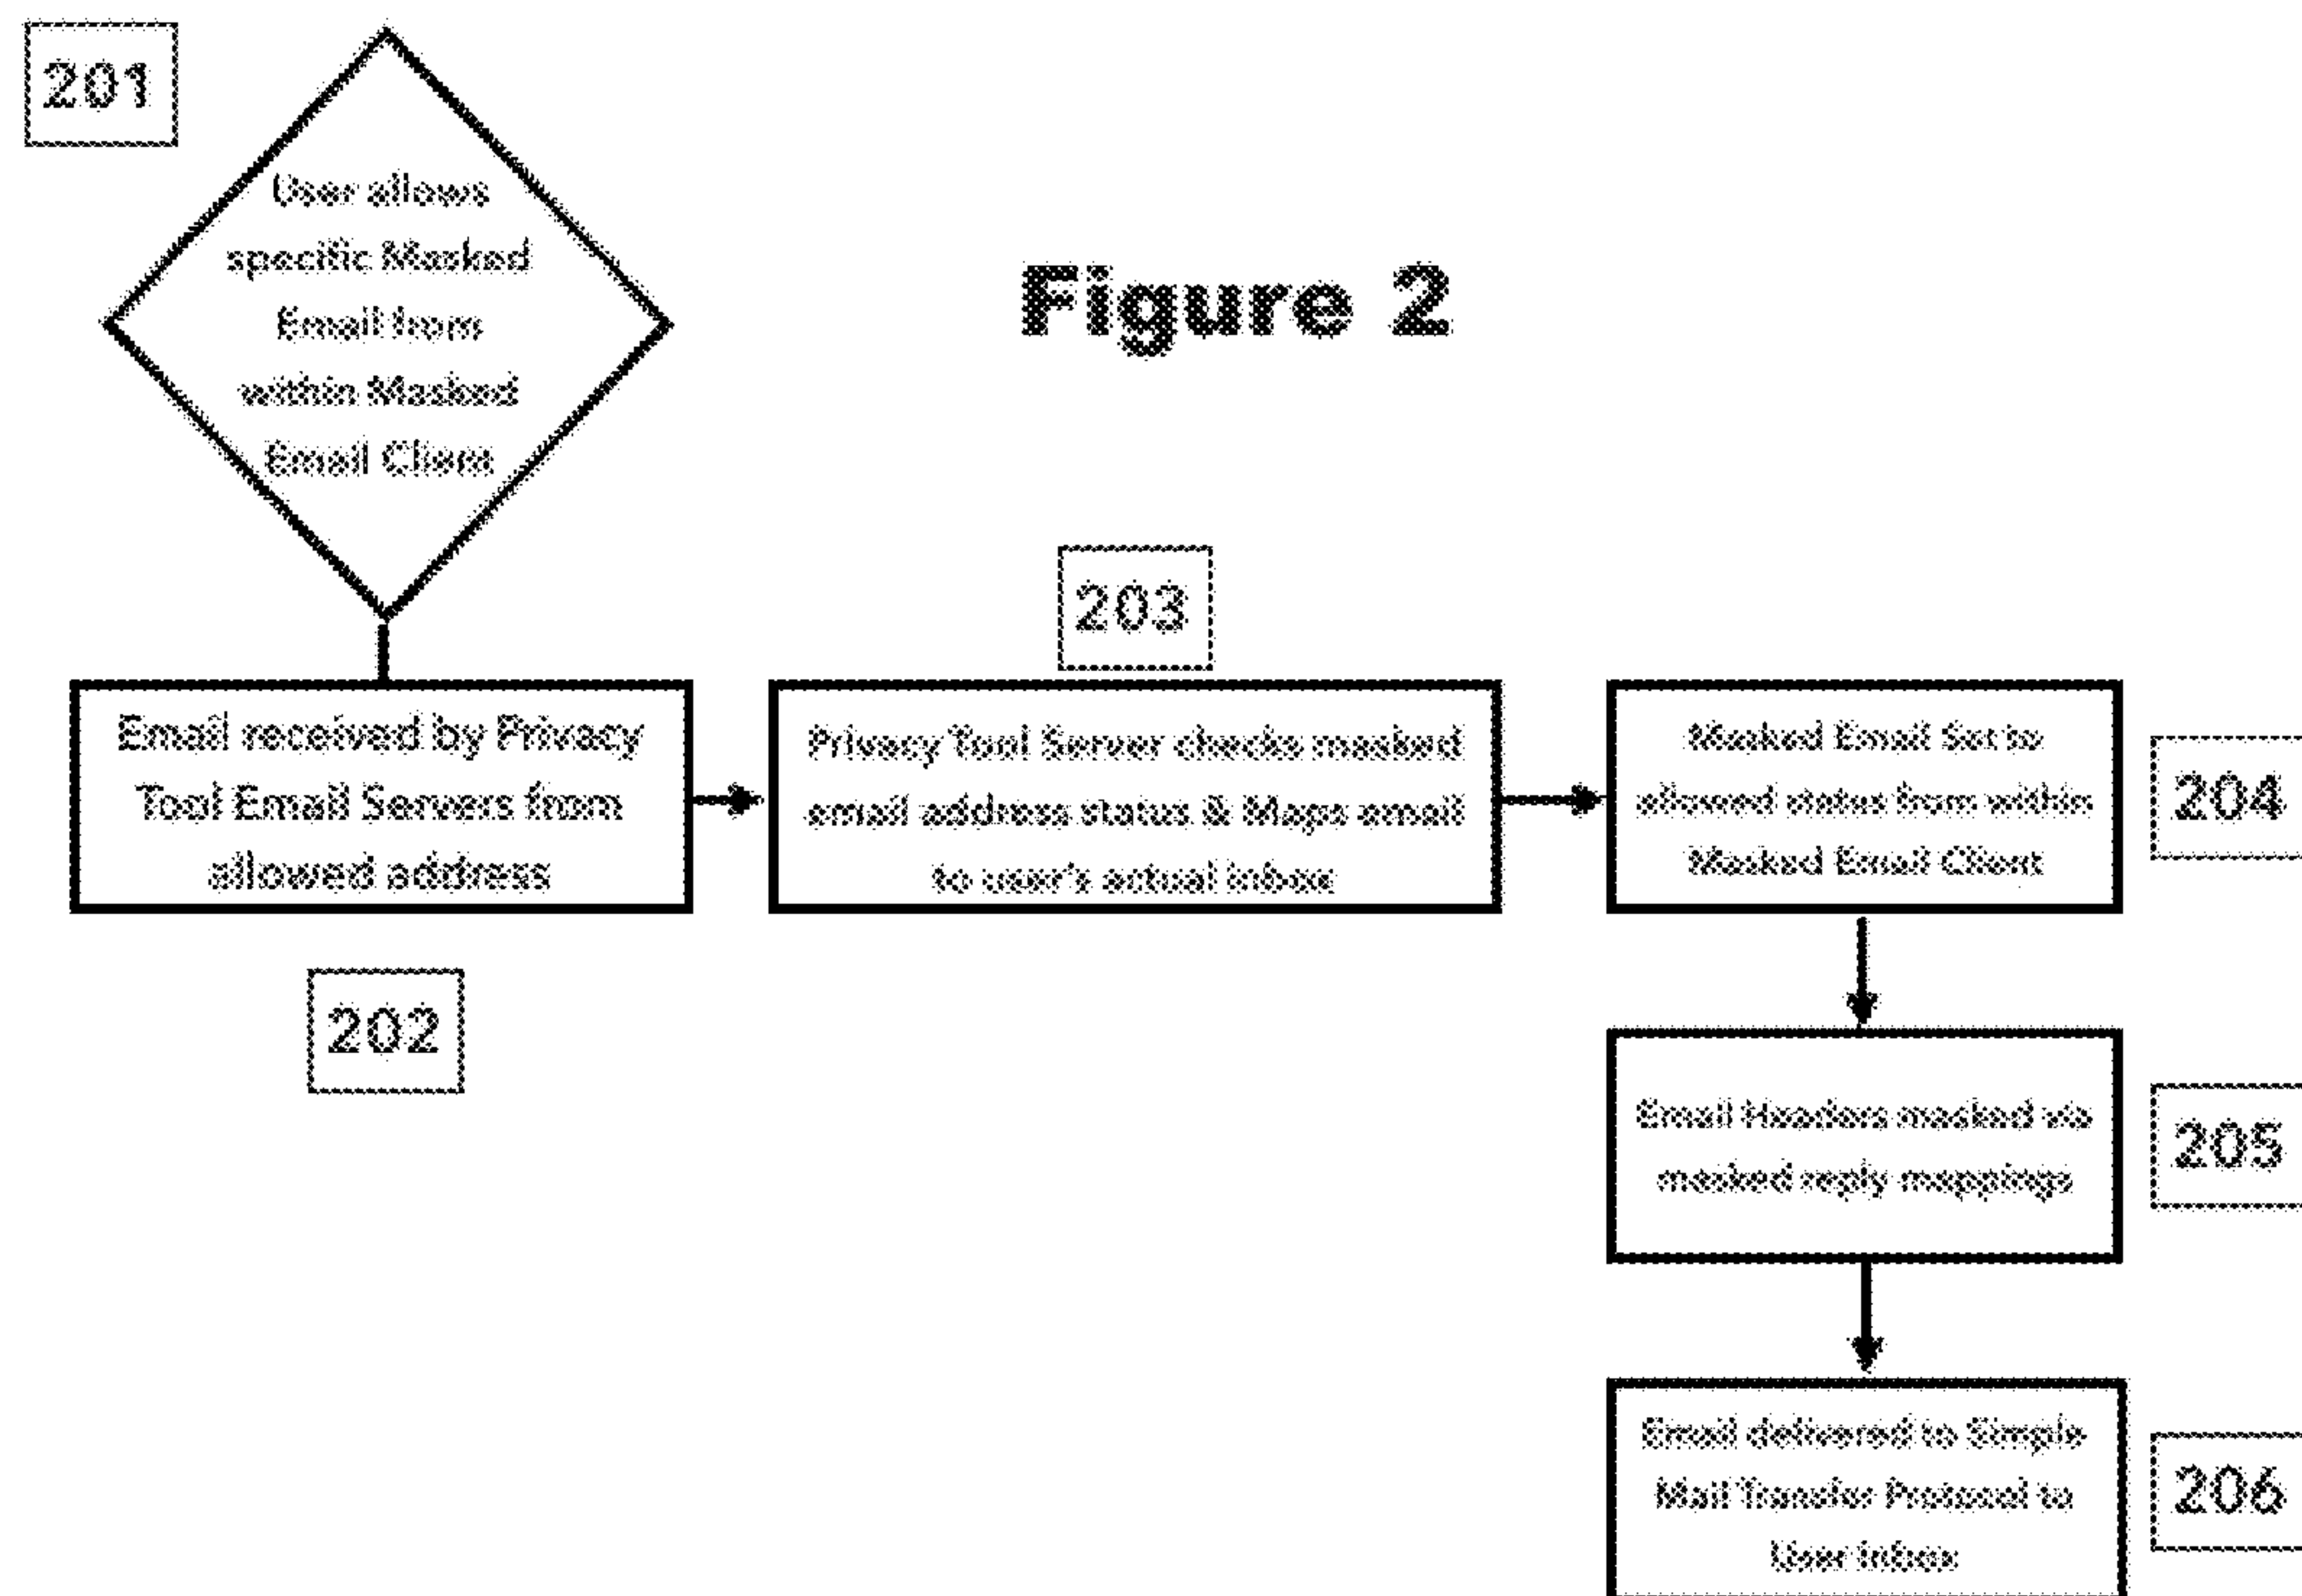 201
User allows
specific Masked
Email from
within Masked
Email Client
Figure 2
203
Email received by Privacy
Tool Email Servers from
allowed address
202
Privacy Tool Server checks masked
email address status & Maps email
to user's actual inbox
Masked Email Set to
allowed status from within
Masked Email Client
204
Email Headers masked via
masked reply mappings
205
Email delivered to Simple
Mail Transfer Protocol to
User Inbox
206